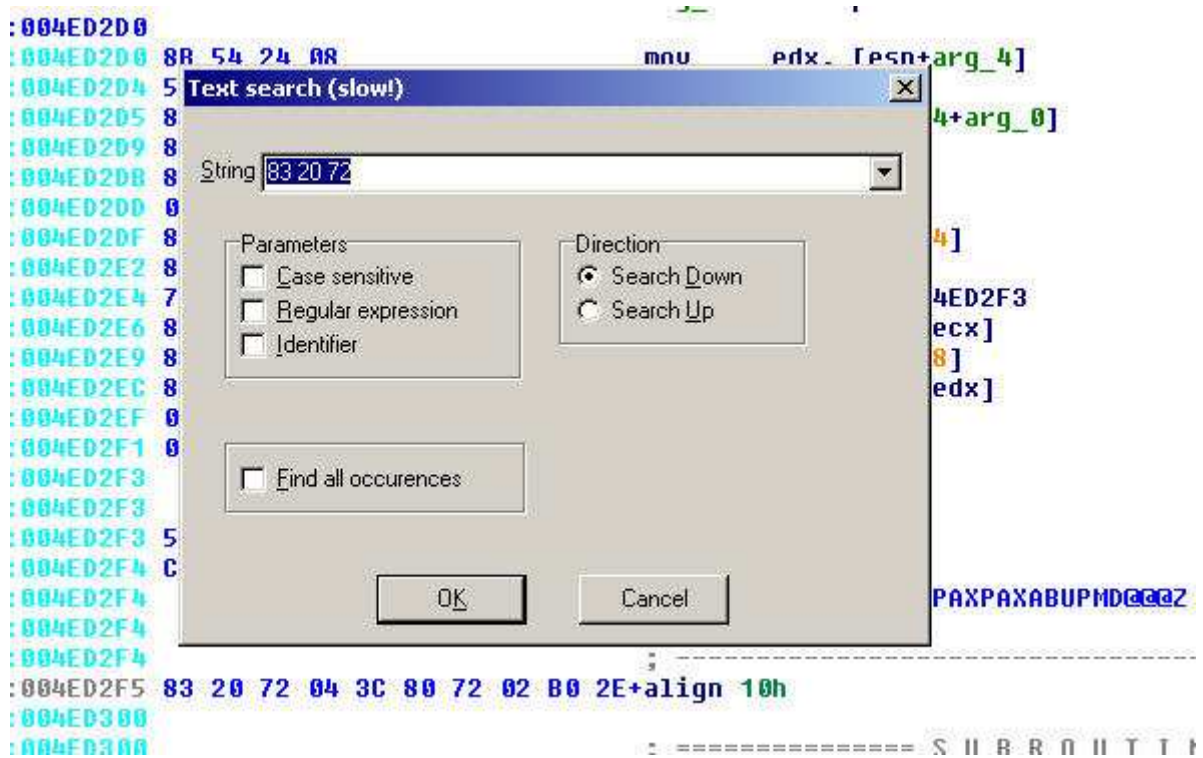 :004ED2D0
:004ED2D0 8B 54 24 08 mov edx, [esp+arg_4]
:004ED2D4 5
Text search (slow!)
:004ED2D5 8 4+arg_0]
:004ED2D9 8
:004ED2DB 8
String 83 20 72
:004ED2DD 0
:004ED2DF 8 4]
Parameters Direction
:004ED2E2 8
Case sensitive Search Down
:004ED2E4 7 4ED2F3
Regular expression Search Up
:004ED2E6 8 ecx]
Identifier
:004ED2E9 8 8]
:004ED2EC 8 edx]
:004ED2EF 0
:004ED2F1 0
:004ED2F3
Find all occurences
:004ED2F3
:004ED2F3 5
:004ED2F4 C
:004ED2F4 OK Cancel PAXPAXABUPMD@@@Z
:004ED2F4
:004ED2F4 ; -----------------------------------
:004ED2F5 83 20 72 04 3C 80 72 02 B0 2E+align 10h
:004ED300
:004ED300 ; =============== S U B R O U T I